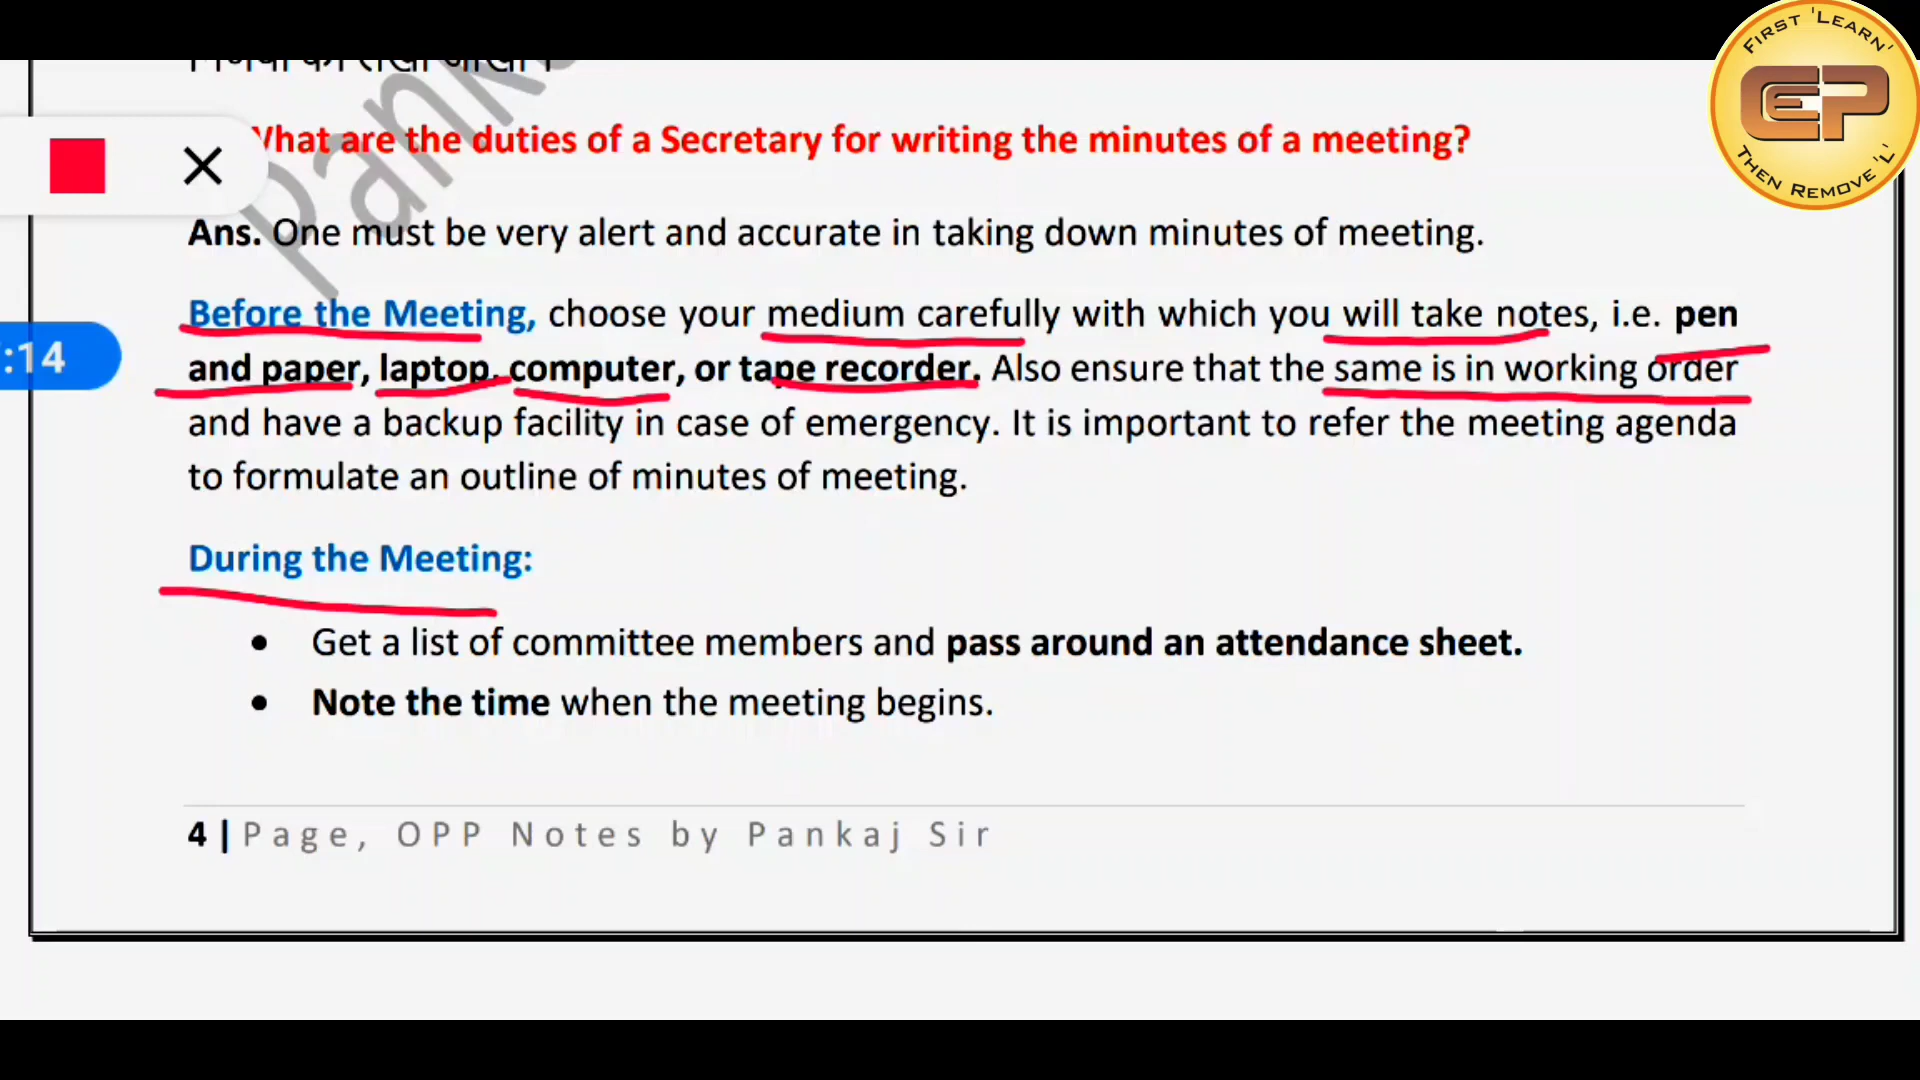 FIRST 'LEARN'
EP
THEN REMOVE 'L'
What are the duties of a Secretary for writing the minutes of a meeting?
Ans. One must be very alert and accurate in taking down minutes of meeting.
Before the Meeting, choose your medium carefully with which you will take notes, i.e. pen
and paper, laptop, computer, or tape recorder. Also ensure that the same is in working order
:14
and have a backup facility in case of emergency. It is important to refer the meeting agenda
to formulate an outline of minutes of meeting.
During the Meeting:
• Get a list of committee members and pass around an attendance sheet.
• Note the time when the meeting begins.
4 | Page, OPP Notes by Pankaj Sir